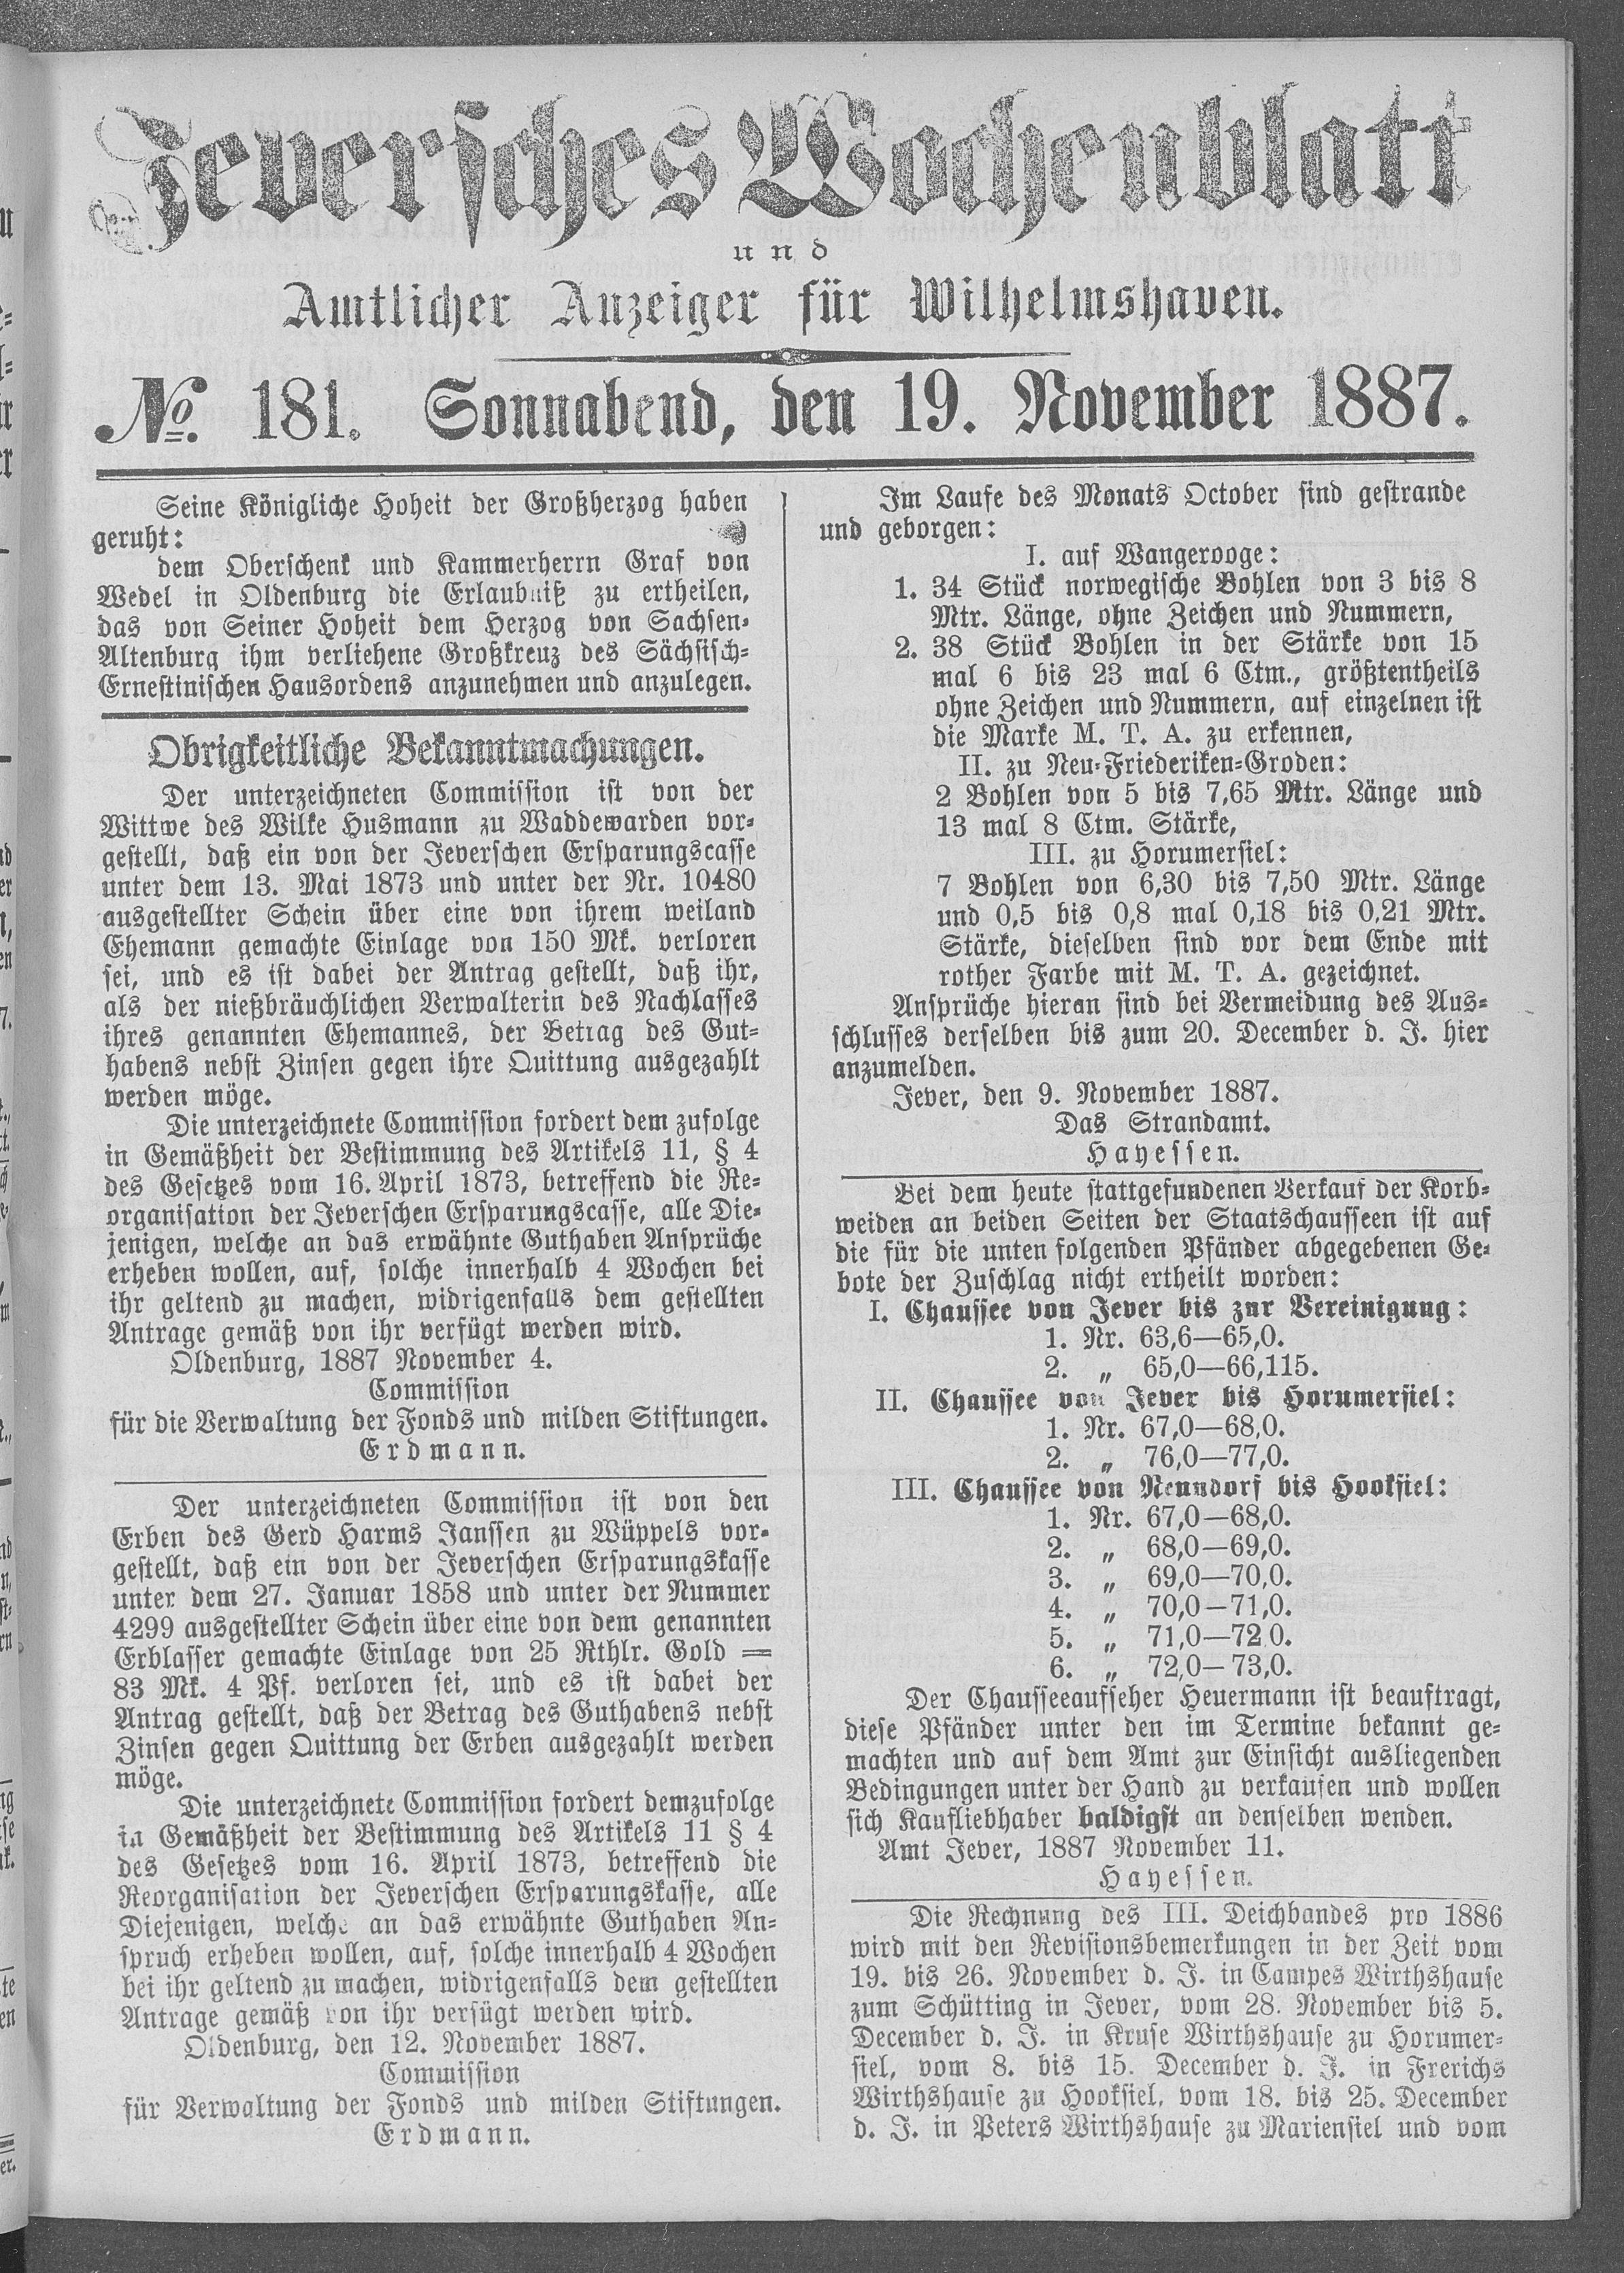 Jeversches Wochenblatt
und
Amtlicher Anzeiger für Wilhelmshaven.
No. 181. Sonnabend, den 19. November 1887.
Seine Königliche Hoheit der Großherzog haben
geruht:
dem Oberschenk und Kammerherrn Graf von
Wedel in Oldenburg die Erlaubniß zu ertheilen,
das von Seiner Hoheit dem Herzog von Sachsen-
Altenburg ihm verliehene Großkreuz des Sächsisch-
Ernestinischen Hausordens anzunehmen und anzulegen.
Obrigkeitliche Bekanntmachungen.
Der unterzeichneten Commission ist von der
Wittwe des Wilke Husmann zu Waddewarden vor-
gestellt, daß ein von der Jeverschen Ersparungscasse
unter dem 13. Mai 1873 und unter der Nr. 10480
ausgestellter Schein über eine von ihrem weiland
Ehemann gemachte Einlage von 150 Mk. verloren
sei, und es ist dabei der Antrag gestellt, daß ihr,
als der nießbräuchlichen Verwalterin des Nachlasses
ihres genannten Ehemannes, der Betrag des Gut-
habens nebst Zinsen gegen ihre Quittung ausgezahlt
werden möge.
Die unterzeichnete Commission fordert dem zufolge
in Gemäßheit der Bestimmung des Artikels 11, § 4
des Gesetzes vom 16. April 1873, betreffend die Re-
organisation der Jeverschen Ersparungscasse, alle Die-
jenigen, welche an das erwähnte Guthaben Ansprüche
erheben wollen, auf, solche innerhalb 4 Wochen bei
ihr geltend zu machen, widrigenfalls dem gestellten
Antrage gemäß von ihr verfügt werden wird.
Oldenburg, 1887 November 4.
Commission
für die Verwaltung der Fonds und milden Stiftungen.
Erdmann.
Der unterzeichneten Commission ist von den
Erben des Gerd Harms Janssen zu Wüppels vor-
gestellt, daß ein von der Jeverschen Ersparungskasse
unter dem 27. Januar 1858 und unter der Nummer
4299 ausgestellter Schein über eine von dem genannten
Erblasser gemachte Einlage von 25 Rthlr. Gold =
83 Mk. 4 Pf. verloren sei, und es ist dabei der
Antrag gestellt, daß der Betrag des Guthabens nebst
Zinsen gegen Quittung der Erben ausgezahlt werden
möge.
Die unterzeichnete Commission fordert demzufolge
in Gemäßheit der Bestimmung des Artikels 11 § 4
des Gesetzes vom 16. April 1873, betreffend die
Reorganisation der Jeverschen Ersparungskasse, alle
Diejenigen, welche an das erwähnte Guthaben An-
spruch erheben wollen, auf, solche innerhalb 4 Wochen
bei ihr geltend zu machen, widrigenfalls dem gestellten
Antrage gemäß von ihr verfügt werden wird.
Oldenburg, den 12. November 1887.
Commission
für Verwaltung der Fonds und milden Stiftungen.
Erdmann.
Im Laufe des Monats October sind gestrande
und geborgen:
I. auf Wangerooge:
1. 34 Stück norwegische Bohlen von 3 bis 8
Mtr. Länge, ohne Zeichen und Nummern,
2. 38 Stück Bohlen in der Stärke von 15
mal 6 bis 23 mal 6 Ctm., größtentheils
ohne Zeichen und Nummern, auf einzelnen ist
die Marke M. T. A. zu erkennen,
II. zu Neu-Friederiken-Groden:
2 Bohlen von 5 bis 7,65 Mtr. Länge und
13 mal 8 Ctm. Stärke,
III. zu Horumersiel:
7 Bohlen von 6,30 bis 7,50 Mtr. Länge
und 0,5 bis 0,8 mal 0,18 bis 0,21 Mtr.
Stärke, dieselben sind vor dem Ende mit
rother Farbe mit M. T. A. gezeichnet.
Ansprüche hieran sind bei Vermeidung des Aus-
schlusses derselben bis zum 20. December d. J. hier
anzumelden.
Jever, den 9. November 1887.
Das Strandamt.
Hayessen.
Bei dem heute stattgefundenen Verkauf der Korb-
weiden an beiden Seiten der Staatschausseen ist auf
die für die unten folgenden Pfänder abgegebenen Ge-
bote der Zuschlag nicht ertheilt worden:
I. Chaussee von Jever bis zur Vereinigung:
1. Nr. 63,6—65,0.
2. „ 65,0—66,115.
II. Chaussee von Jever bis Horumersiel:
1. Nr. 67,0—68,0.
2. „ 76,0—77,0.
III. Chaussee von Nenndorf bis Hooksiel:
1. Nr. 67,0—68,0.
2. „ 68,0—69,0.
3. „ 69,0—70,0.
4. „ 70,0—71,0.
5. „ 71,0—72 0.
6. „ 72,0—73,0.
Der Chausseeaufseher Heuermann ist beauftragt,
diese Pfänder unter den im Termine bekannt ge-
machten und auf dem Amt zur Einsicht ausliegenden
Bedingungen unter der Hand zu verkaufen und wollen
sich Kaufliebhaber baldigst an denselben wenden.
Amt Jever, 1887 November 11.
Hayessen.
Die Rechnung des III. Deichbandes pro 1886
wird mit den Revisionsbemerkungen in der Zeit vom
19. bis 26. November d. J. in Campes Wirthshause
zum Schütting in Jever, vom 28. November bis 5.
December d. J. in Kruse Wirthshause zu Horumer-
siel, vom 8. bis 15. December d. J. in Frerichs
Wirthshause zu Hooksiel, vom 18. bis 25. December
d. J. in Peters Wirthshause zu Mariensiel und vom